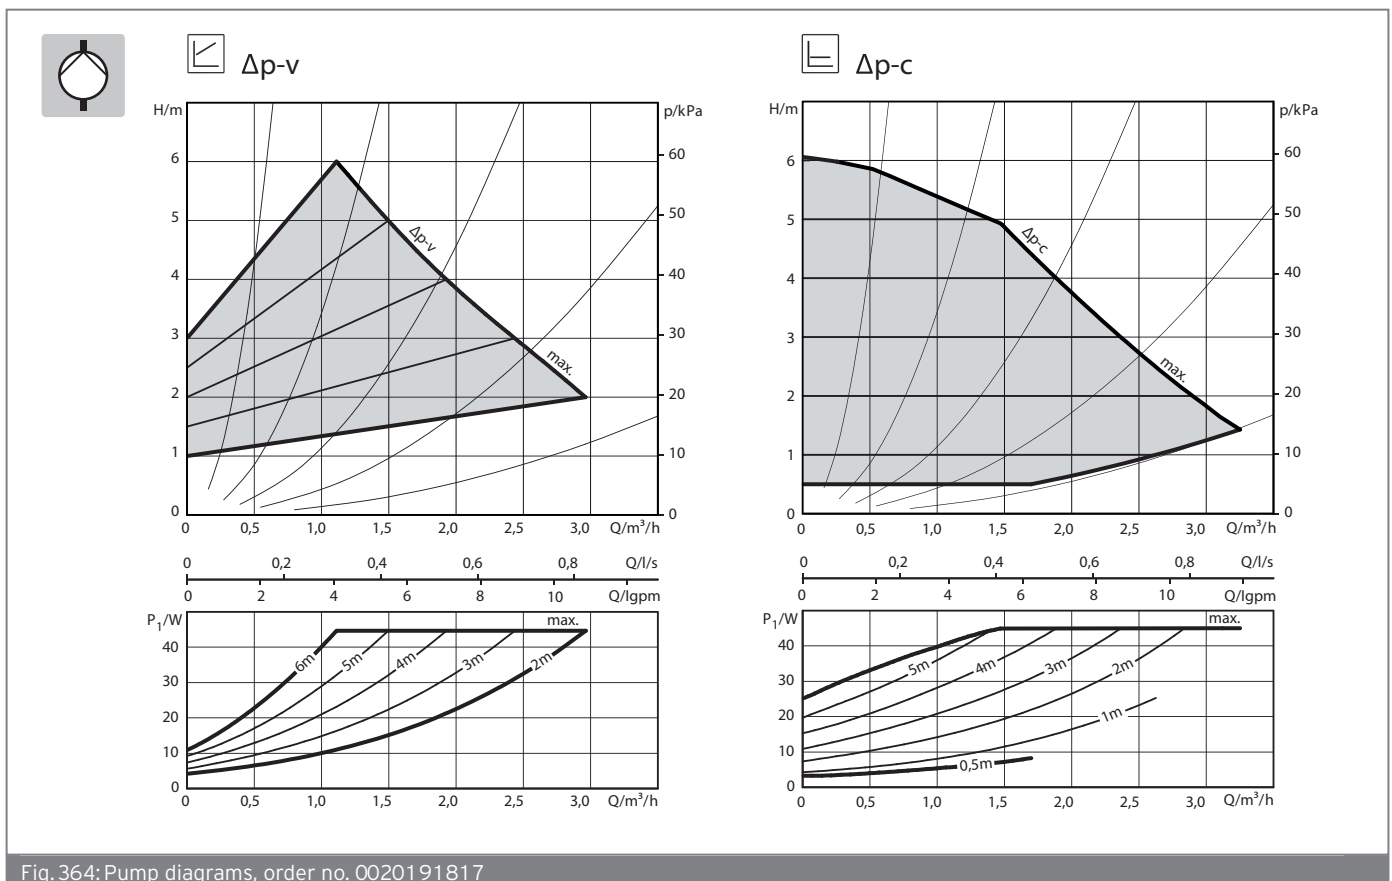 Δp-v
H/m
p/kPa
6
5
4
3
2
1
0
60
50
40
30
20
10
0
Δp-v
max.
0 0,5 1,0 1,5 2,0 2,5 3,0 Q/m³/h
0 0,2 0,4 0,6 0,8 Q/l/s
0 2 4 6 8 10 Q/lgpm
P1/W
max.
40
30
20
10
0
6m 5m 4m 3m 2m
0 0,5 1,0 1,5 2,0 2,5 3,0 Q/m³/h
Δp-c
H/m
p/kPa
6
5
4
3
2
1
0
60
50
40
30
20
10
0
Δp-c
max.
0 0,5 1,0 1,5 2,0 2,5 3,0 Q/m³/h
0 0,2 0,4 0,6 0,8 Q/l/s
0 2 4 6 8 10 Q/lgpm
P1/W
max.
40
30
20
10
0
5m 4m 3m 2m
1m
0,5m
0 0,5 1,0 1,5 2,0 2,5 3,0 Q/m³/h
Fig. 364: Pump diagrams, order no. 0020191817